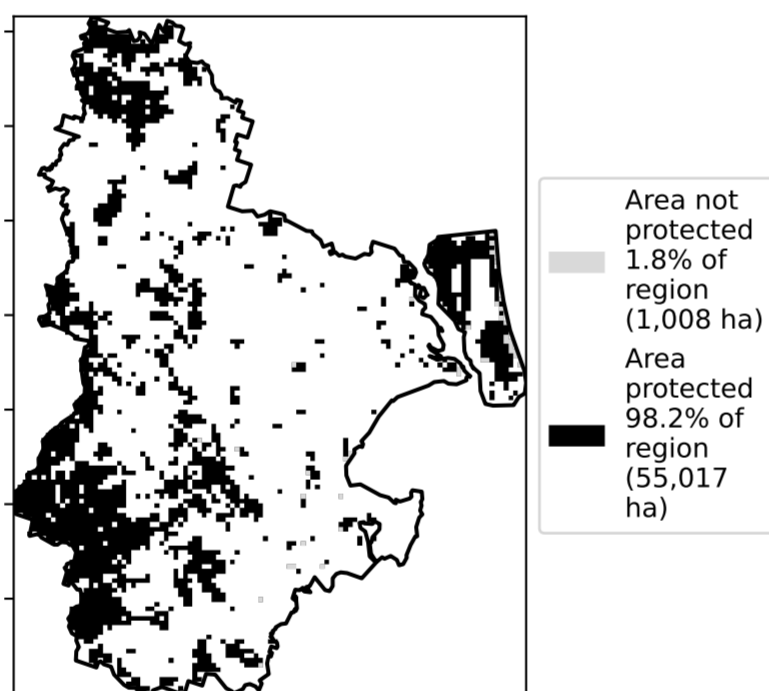 Area not
protected
1.8% of
region
(1,008 ha)
Area
protected
98.2% of
region
(55,017
ha)